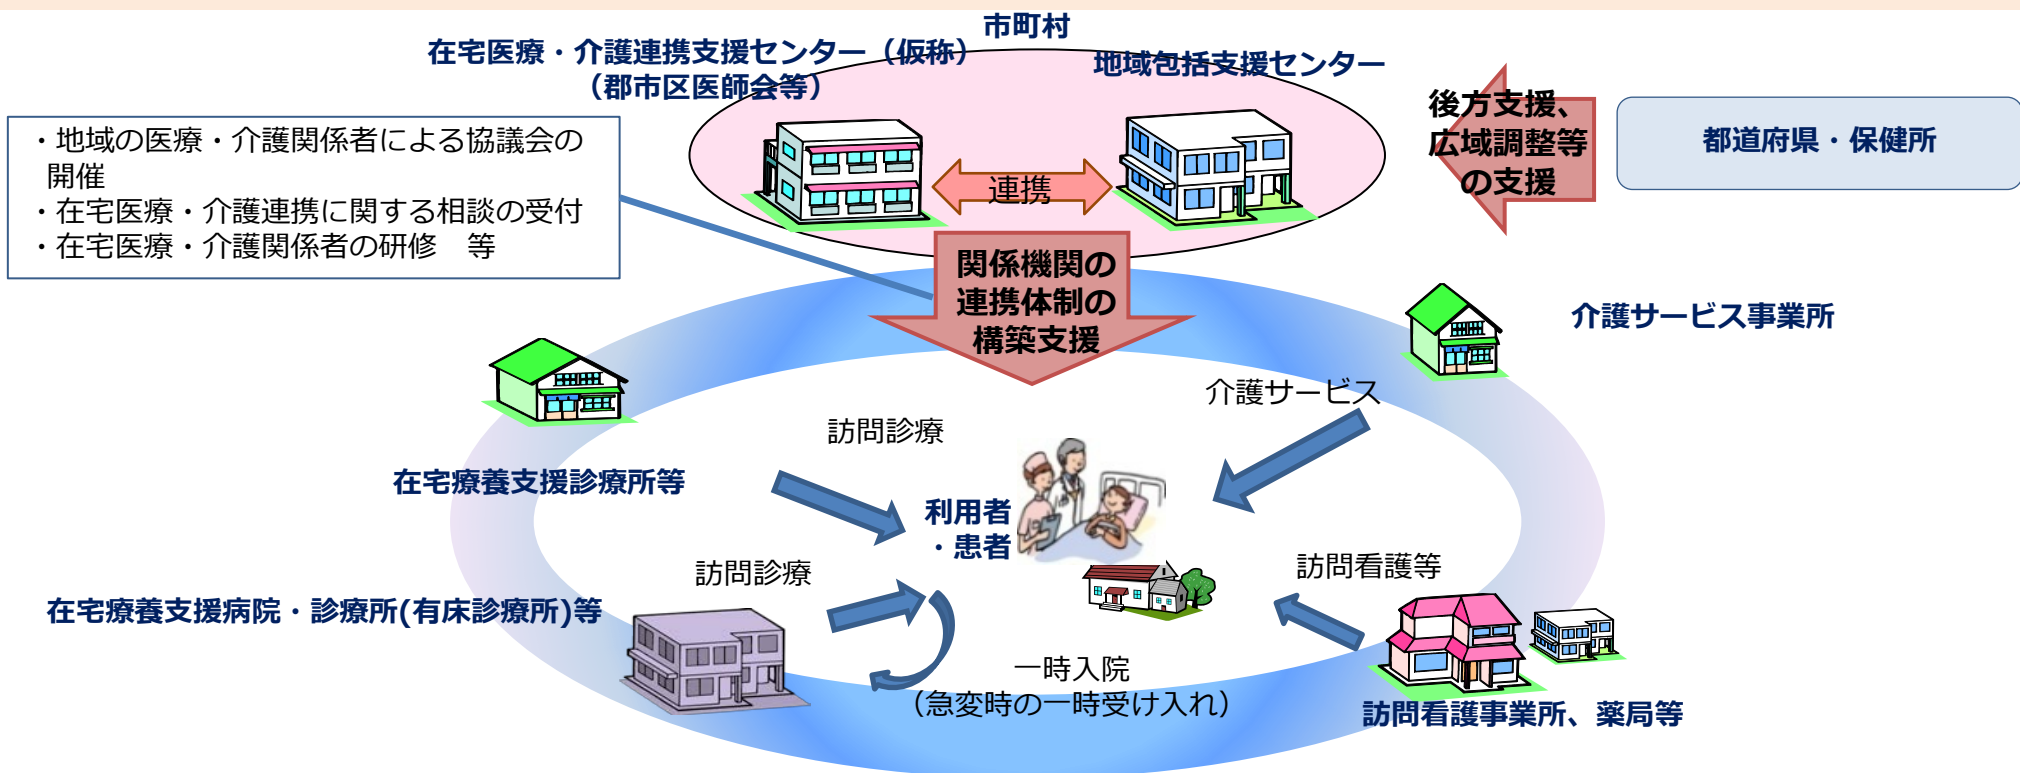 市町村
在宅医療・介護連携支援センター（仮称）
（郡市区医師会等）
地域包括支援センター
・地域の医療・介護関係者による協議会の
開催
・在宅医療・介護連携に関する相談の受付
・在宅医療・介護関係者の研修　等
連携
後方支援、
広域調整等
の支援
都道府県・保健所
関係機関の
連携体制の
構築支援
介護サービス事業所
介護サービス
訪問診療
在宅療養支援診療所等
利用者
・患者
訪問診療
訪問看護等
在宅療養支援病院・診療所(有床診療所)等
一時入院
（急変時の一時受け入れ）
訪問看護事業所、薬局等